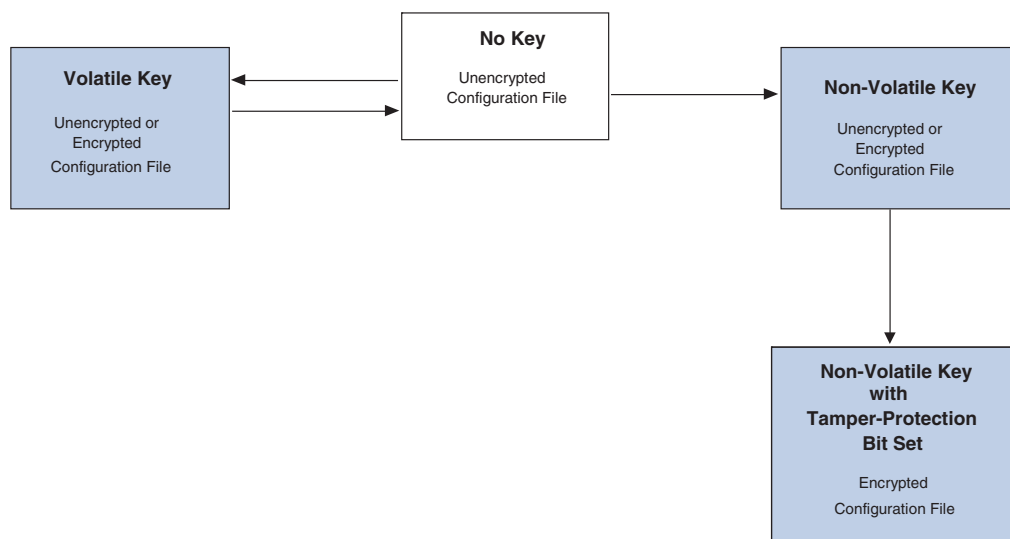 No Key
Unencrypted
Configuration File
Volatile Key
Unencrypted or
Encrypted
Configuration File
Non-Volatile Key
Unencrypted or
Encrypted
Configuration File
Non-Volatile Key
with
Tamper-Protection
Bit Set
Encrypted
Configuration File